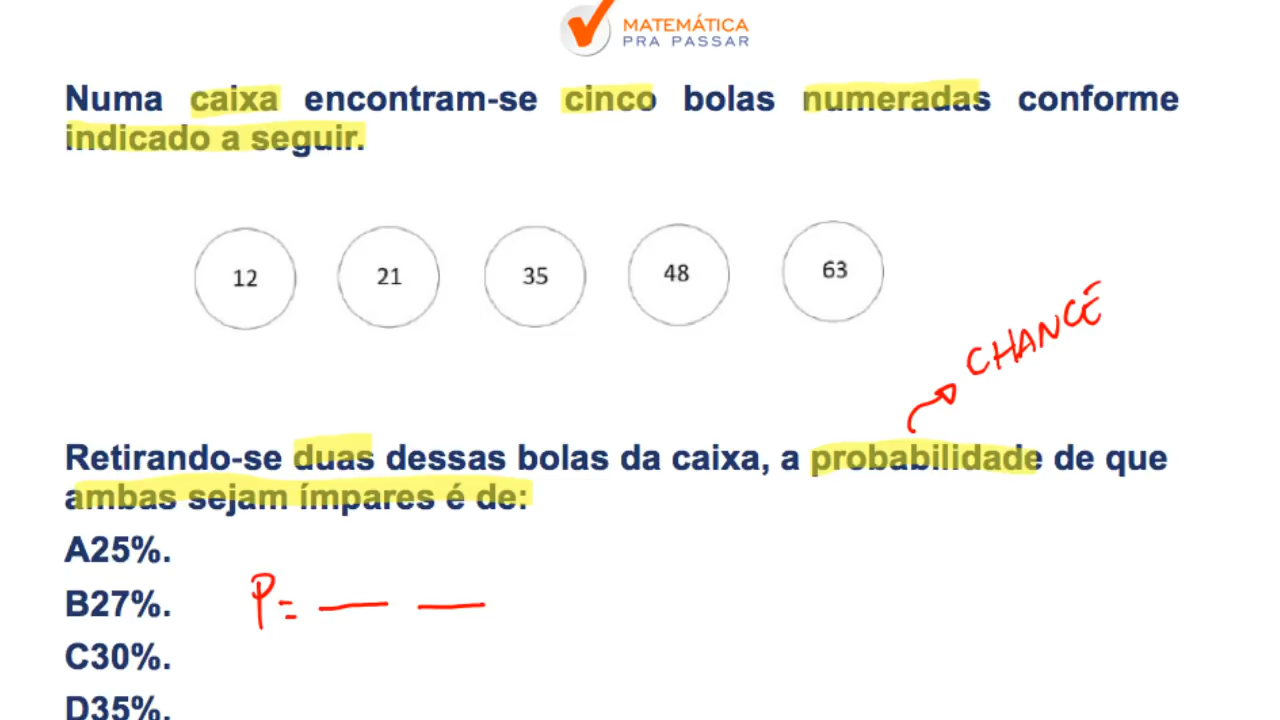 MATEMÁTICA
PRA PASSAR
Numa caixa encontram-se cinco bolas numeradas conforme
indicado a seguir.
12 21 35 48 63
CHANCE
Retirando-se duas dessas bolas da caixa, a probabilidade de que
ambas sejam ímpares é de:
A25%.
B27%.
P=
C30%.
D35%.